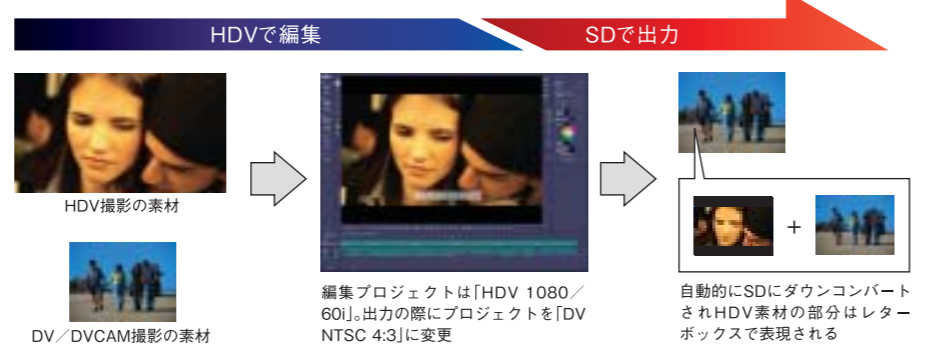 HDVで編集
SDで出力
HDV撮影の素材
DV／DVCAM撮影の素材
編集プロジェクトは「HDV 1080／
60i」。出力の際にプロジェクトを「DV
NTSC 4:3」に変更
+
自動的にSDにダウンコンバート
されHDV素材の部分はレター
ボックスで表現される